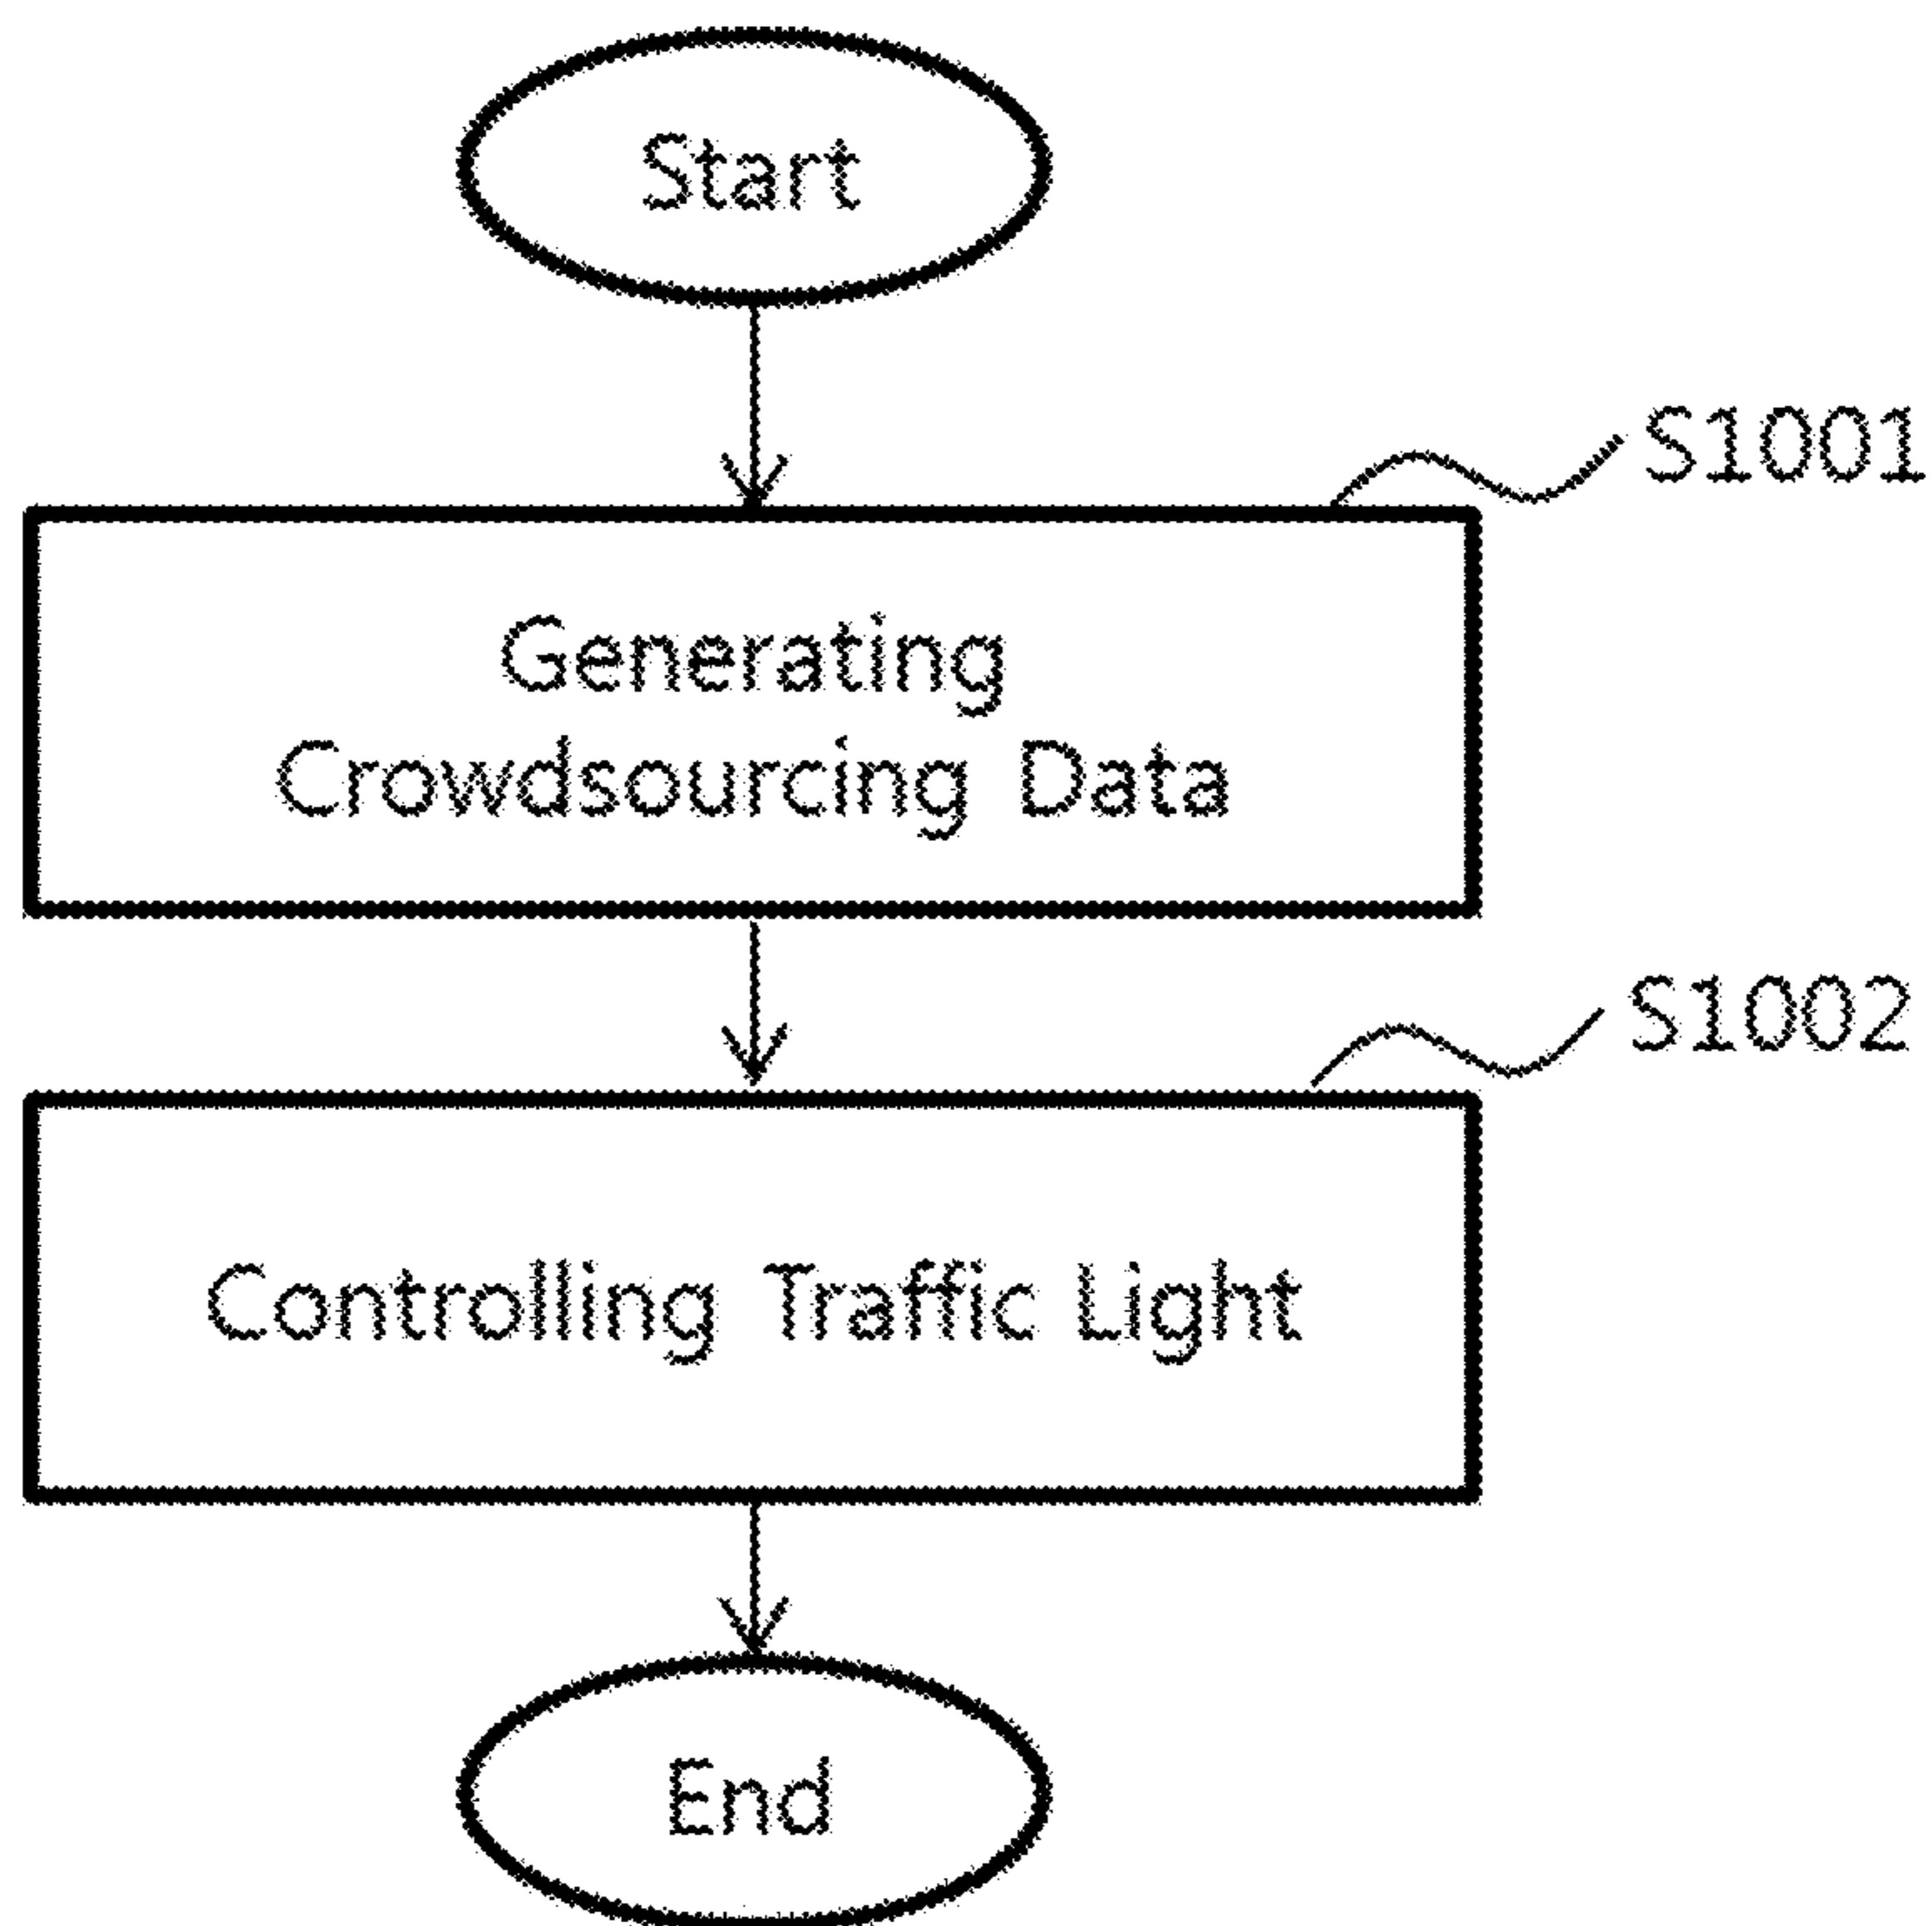 Start
S1001
Generating
Crowdsourcing Data
S1002
Controlling Traffic Light
End